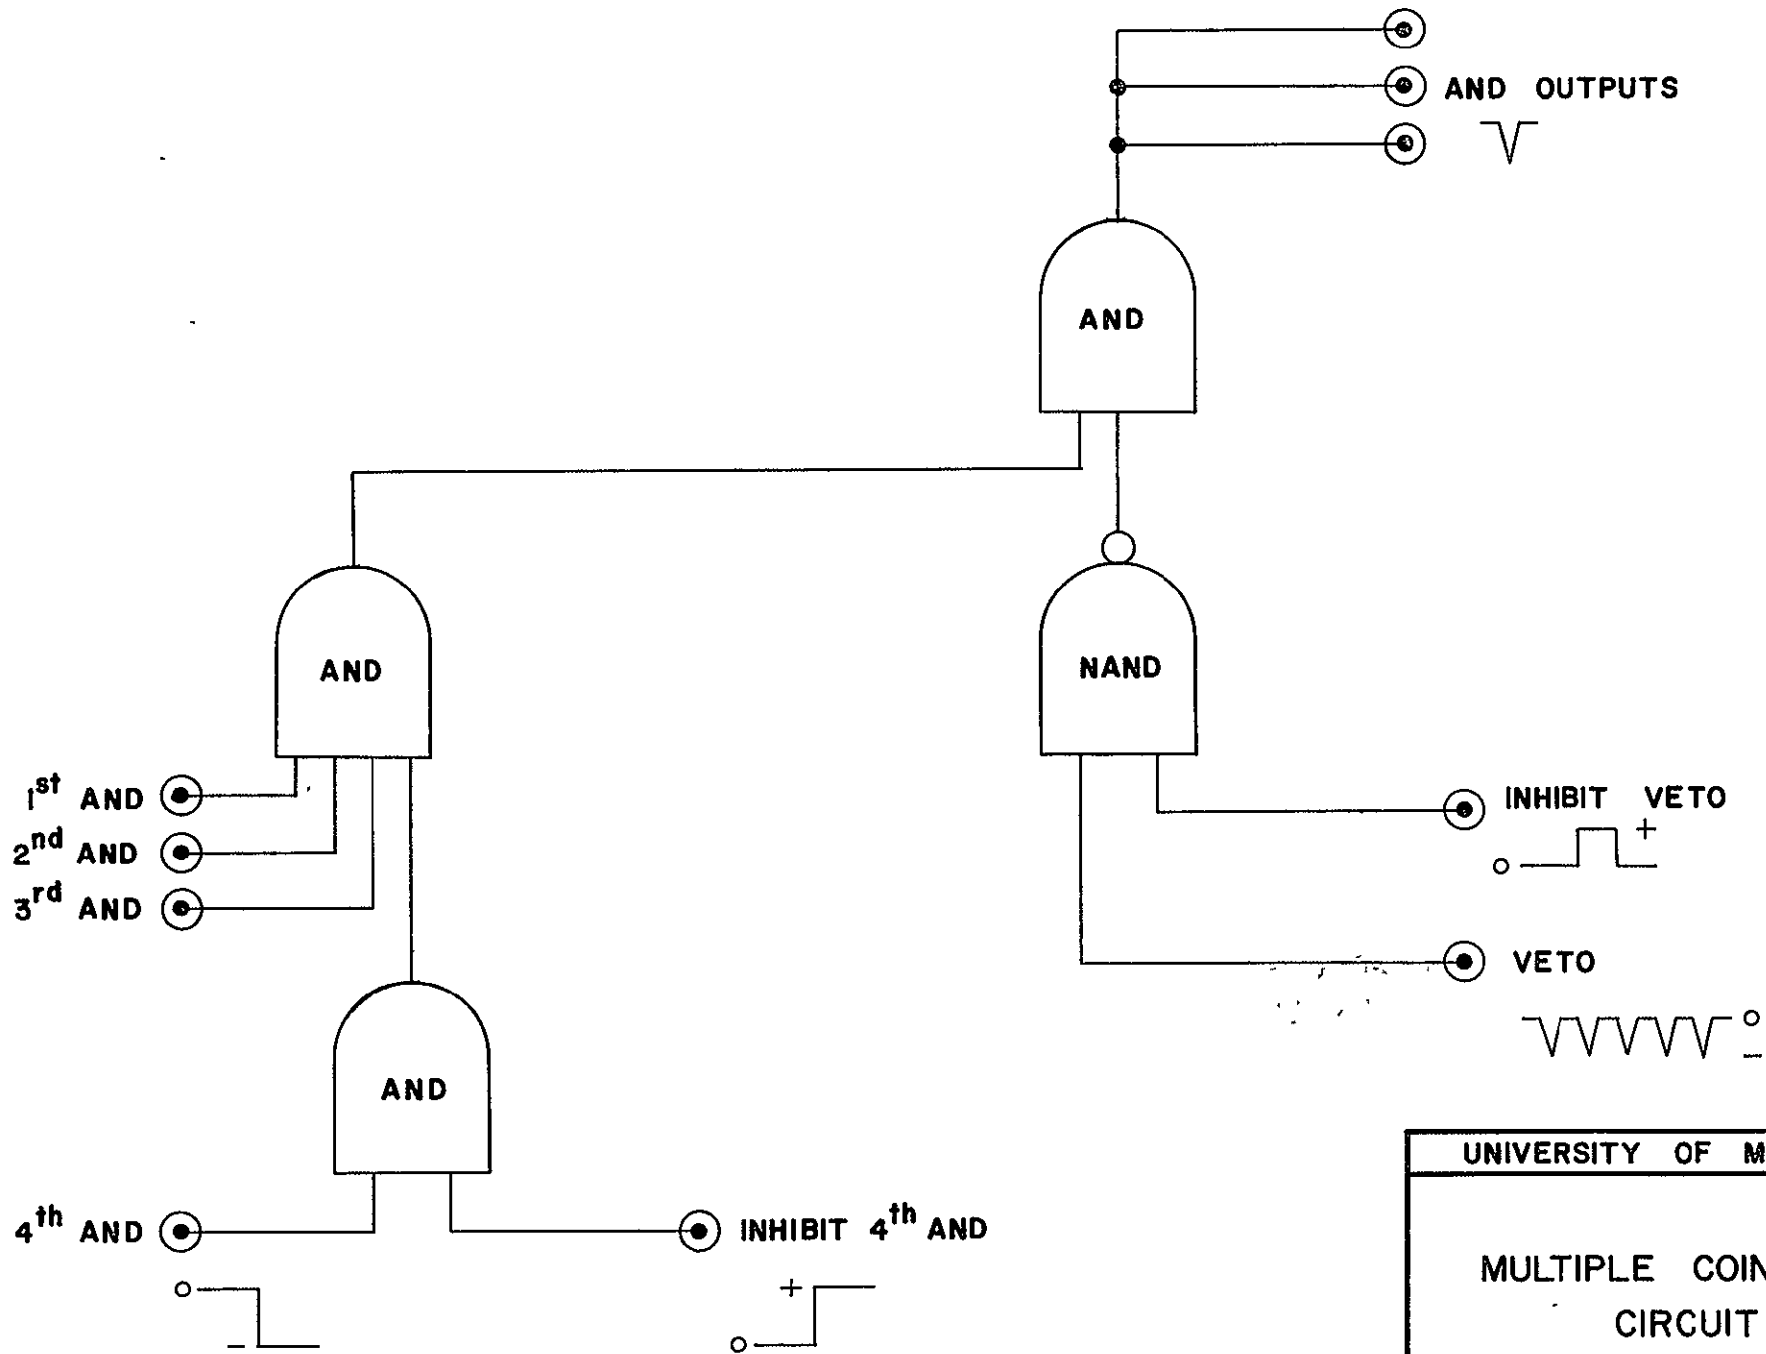 AND OUTPUTS
AND
AND
NAND
1st AND
2nd AND
3rd AND
INHIBIT VETO
+
o
VETO
o
–
AND
4th AND
INHIBIT 4th AND
o
–
+
o
UNIVERSITY OF M
MULTIPLE COIN
CIRCUIT